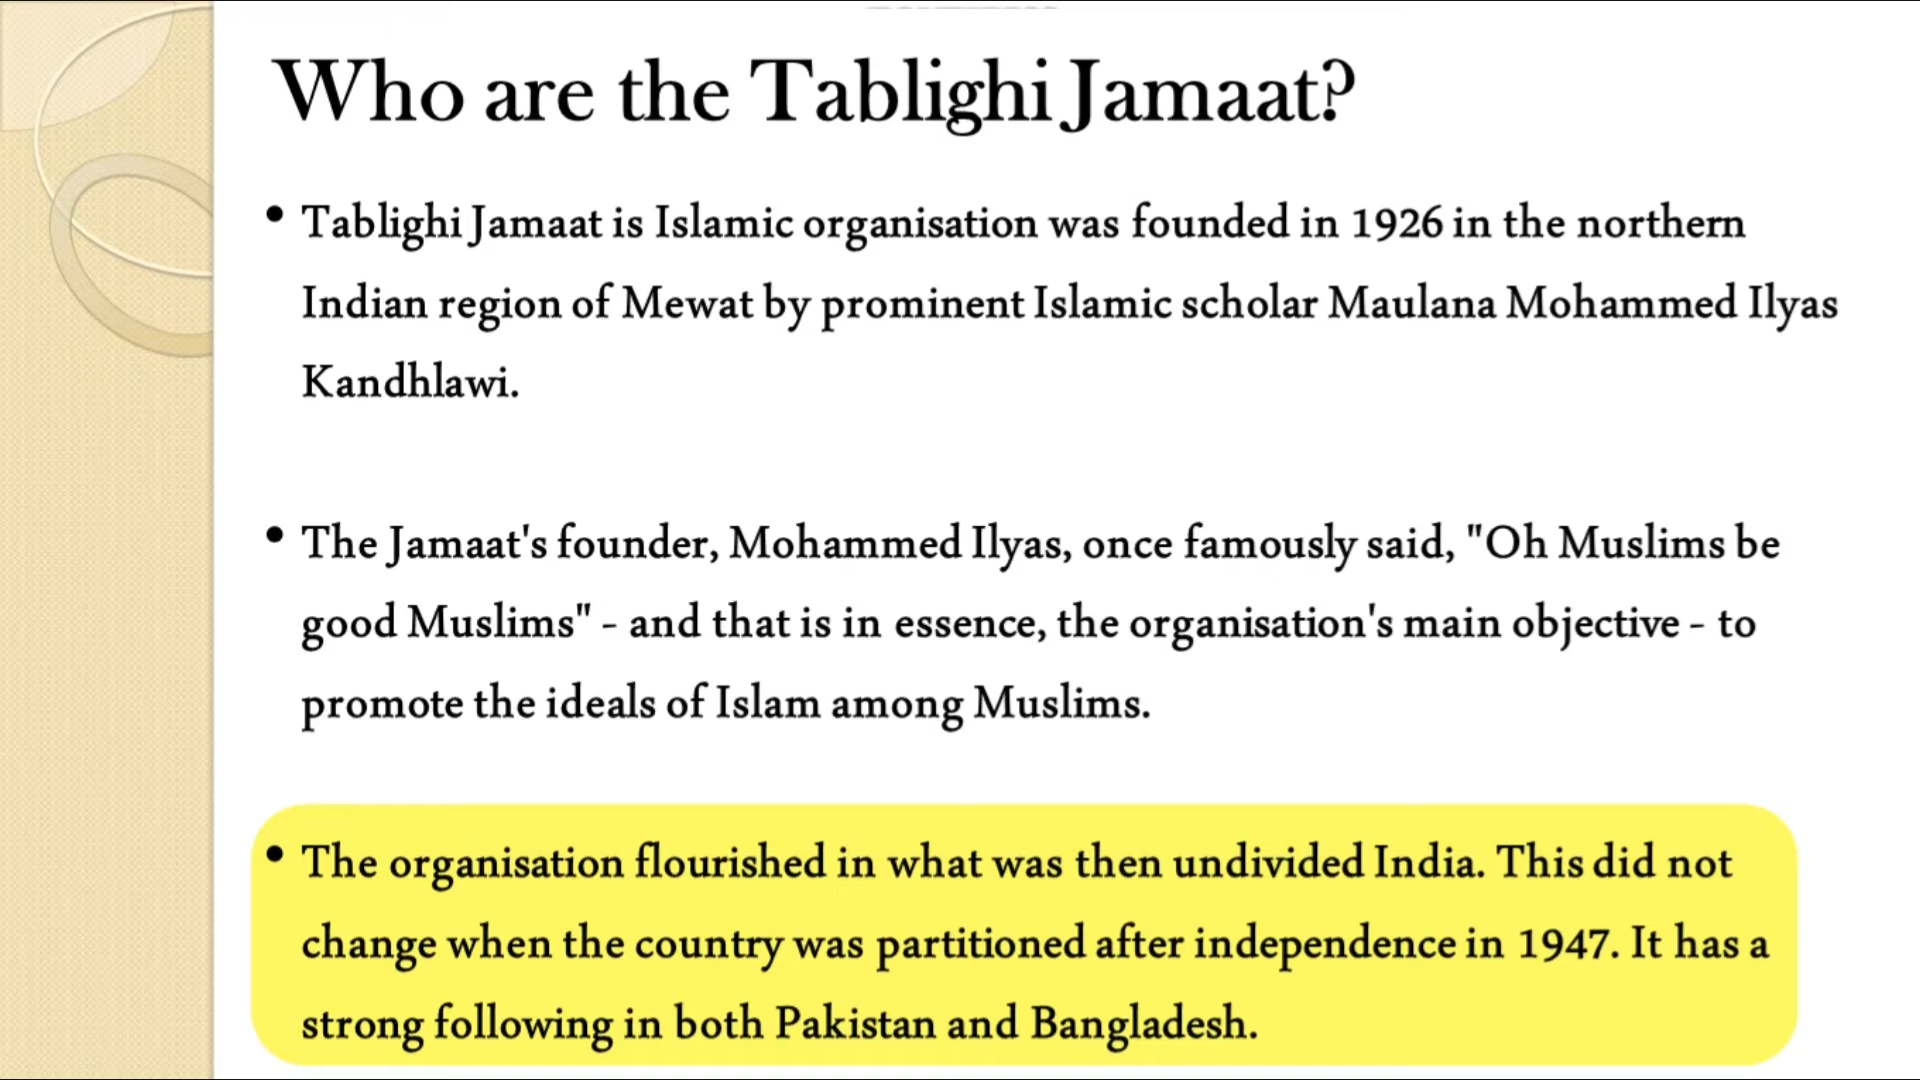 Who are the Tablighi Jamaat?
• Tablighi Jamaat is Islamic organisation was founded in 1926 in the northern
Indian region of Mewat by prominent Islamic scholar Maulana Mohammed Ilyas
Kandhlawi.
• The Jamaat's founder, Mohammed Ilyas, once famously said, "Oh Muslims be
good Muslims" - and that is in essence, the organisation's main objective - to
promote the ideals of Islam among Muslims.
• The organisation flourished in what was then undivided India. This did not
change when the country was partitioned after independence in 1947. It has a
strong following in both Pakistan and Bangladesh.